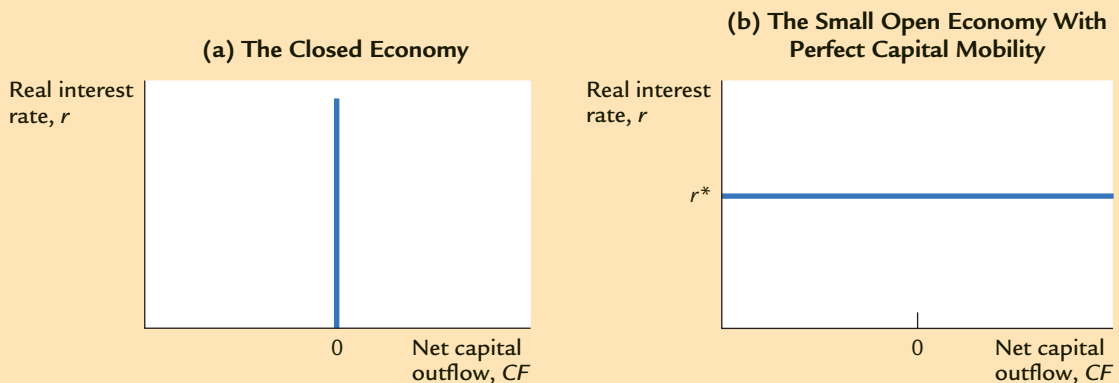 (a) The Closed Economy
Real interest
rate, r
0
Net capital
outflow, CF
(b) The Small Open Economy With
Perfect Capital Mobility
Real interest
rate, r
r*
0
Net capital
outflow, CF